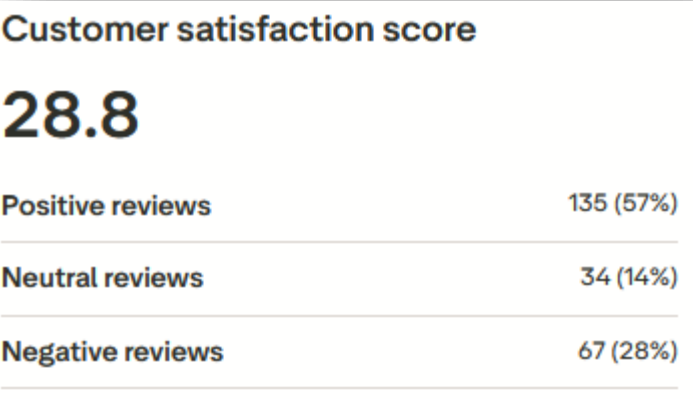 Customer satisfaction score
28.8
Positive reviews 135 (57%)
Neutral reviews 34 (14%)
Negative reviews 67 (28%)